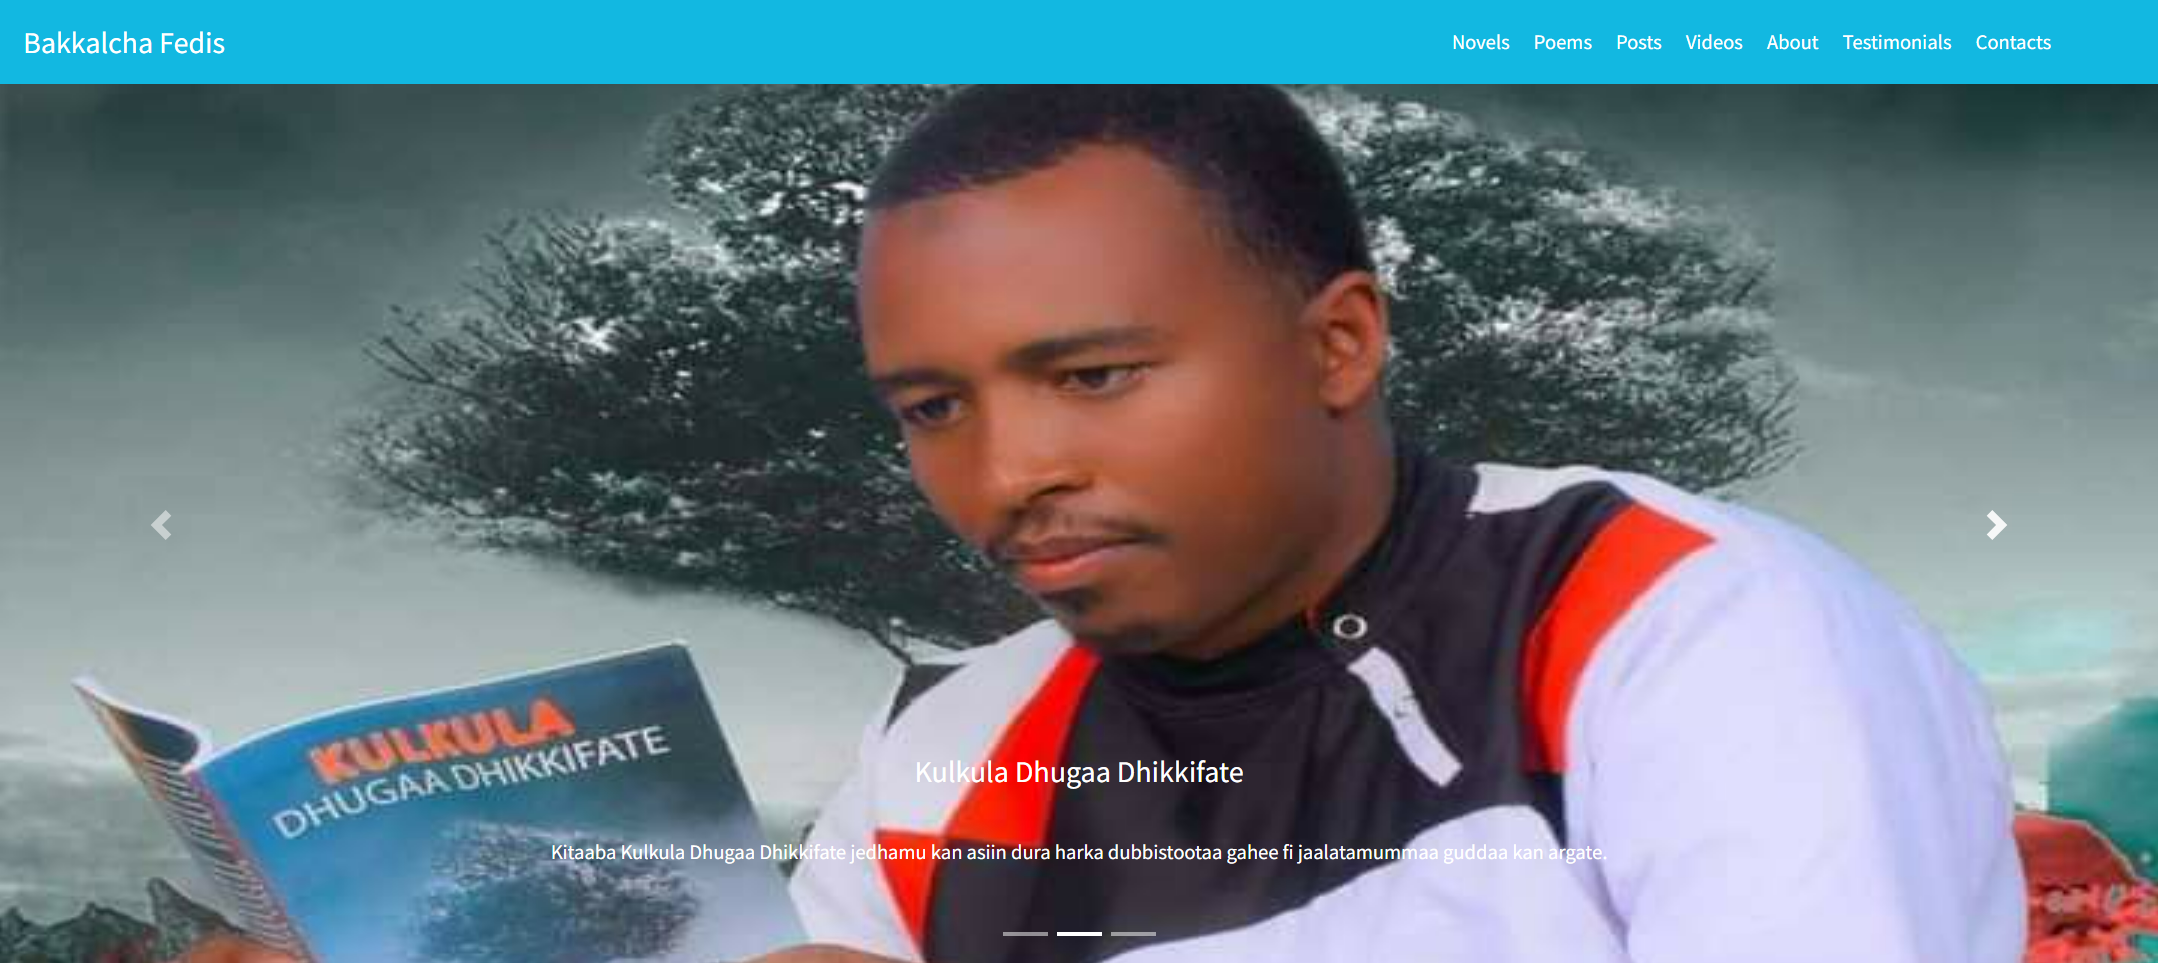 Bakkalcha Fedis
Novels Poems Posts Videos About Testimonials Contacts
KULKULA
DHUGAA DHIKKIFATE
Kulkula Dhugaa Dhikkifate
Kitaaba Kulkula Dhugaa Dhikkifate jedhamu kan asiin dura harka dubbistootaa gahee fi jaalatamummaa guddaa kan argate.